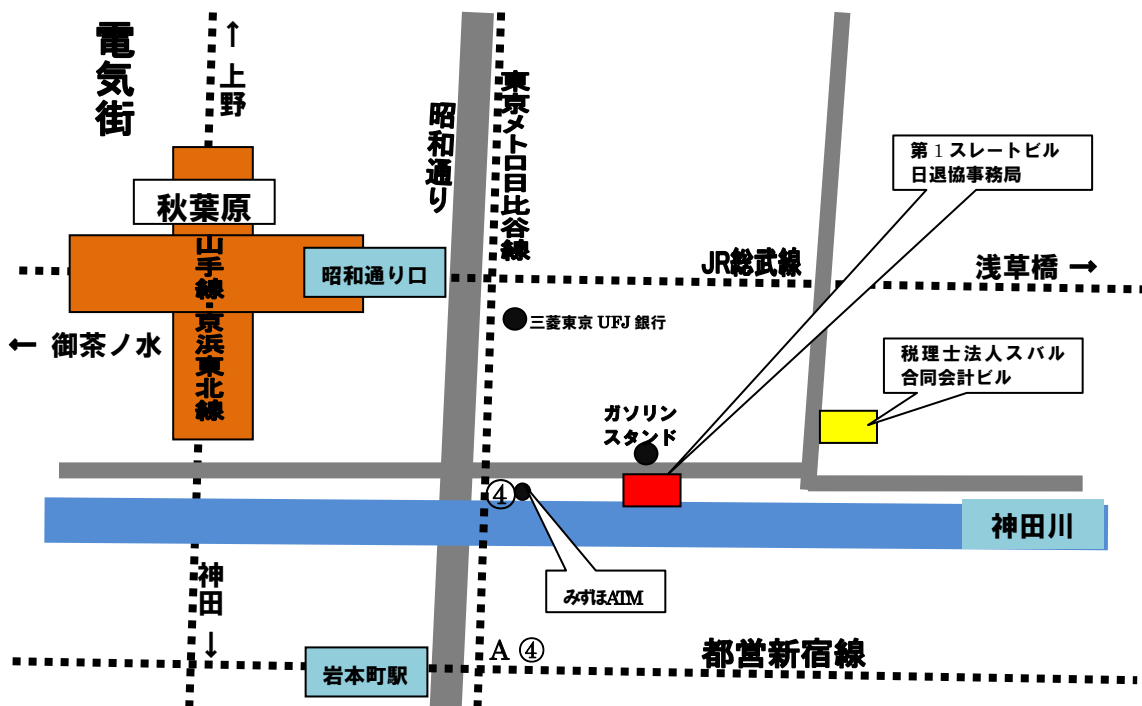 電気街
↑
上野
昭和通り
東京メトロ日比谷線
第1スレートビル
日退協事務局
秋葉原
山手線・京浜東北線
昭和通り口
JR総武線
浅草橋 →
三菱東京 UFJ 銀行
← 御茶ノ水
税理士法人スバル
合同会計ビル
ガソリン
スタンド
④
神田川
みずほATM
神田
↓
A ④
都営新宿線
岩本町駅